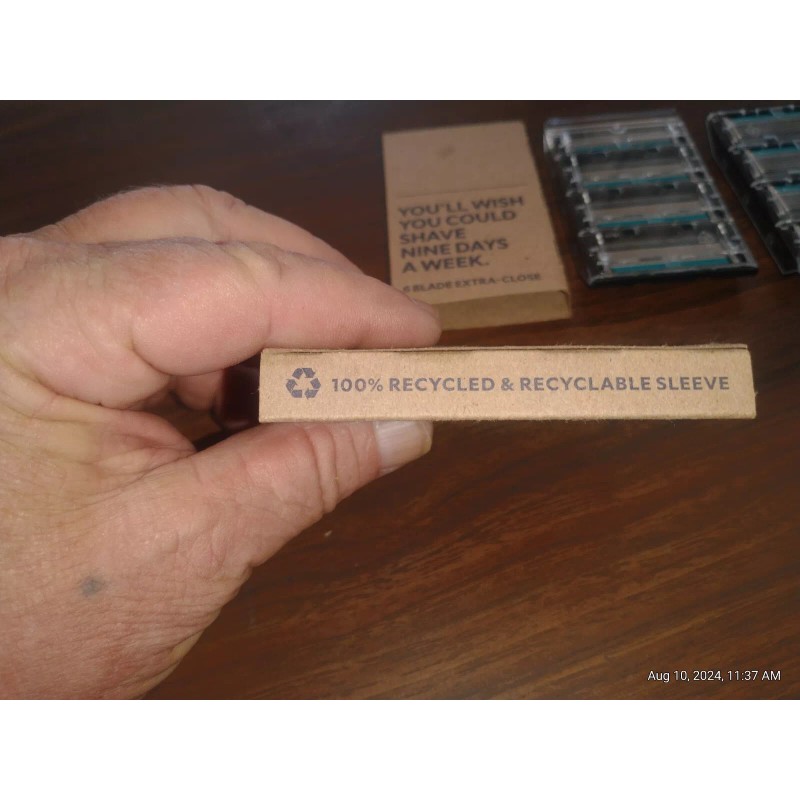 YOU'LL WISH
YOU COULD
SHAVE
NINE DAYS
A WEEK.
6 BLADE EXTRA-CLOSE
100% RECYCLED & RECYCLABLE SLEEVE
Aug 10, 2024, 11:37 AM